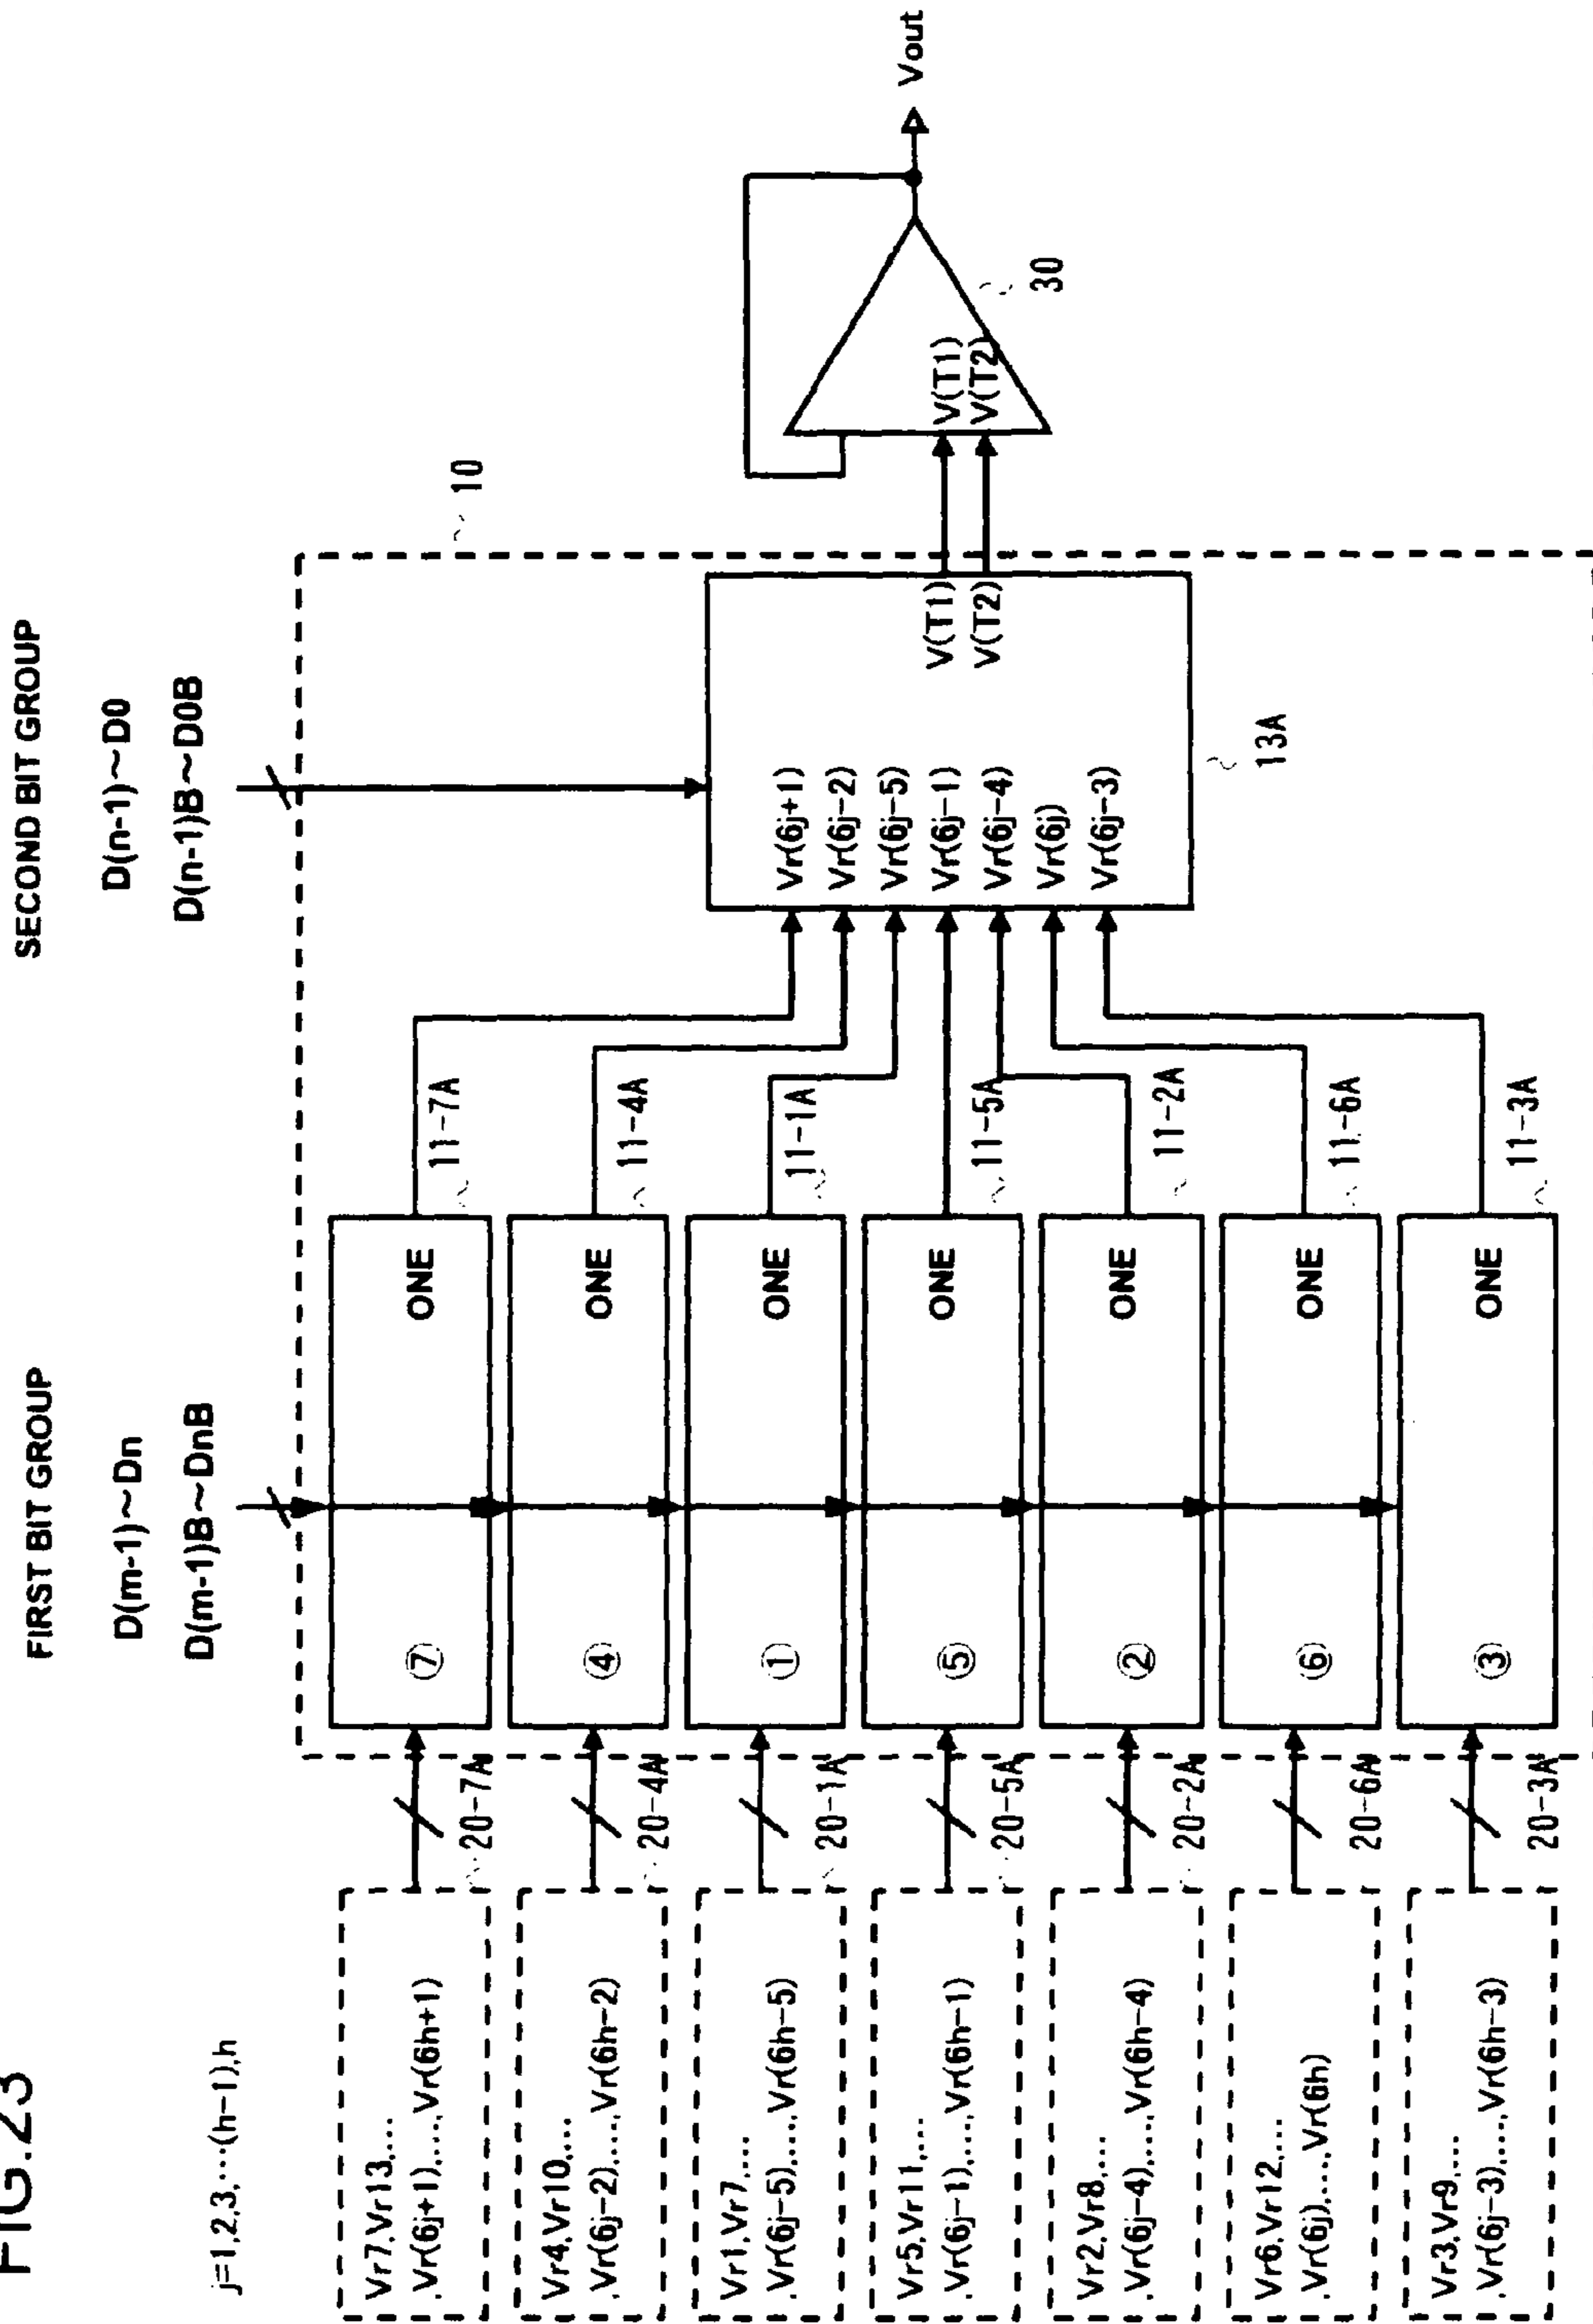 FIG.23
j=1,2,3,⋯(h-1),h
FIRST BIT GROUP
D(m-1)~Dn
D(m-1)B~DnB
SECOND BIT GROUP
D(n-1)~D0
D(n-1)B~D0B
10
Vr7,Vr13,...
,Vr(6j+1),...,Vr(6h+1)
20-7A
⑦
ONE
11-7A
Vr4,Vr10,...
,Vr(6j-2),...,Vr(6h-2)
20-4A
④
ONE
11-4A
Vr1,Vr7,...
,Vr(6j-5),...,Vr(6h-5)
20-1A
①
ONE
11-1A
Vr5,Vr11,...
,Vr(6j-1),...,Vr(6h-1)
20-5A
⑤
ONE
11-5A
Vr2,Vr8,...
,Vr(6j-4),...,Vr(6h-4)
20-2A
②
ONE
11-2A
Vr6,Vr12,...
,Vr(6j),...,Vr(6h)
20-6A
⑥
ONE
11-6A
Vr3,Vr9,...
,Vr(6j-3),...,Vr(6h-3)
20-3A
③
ONE
11-3A
Vr(6j+1)
Vr(6j-2)
Vr(6j-5)
Vr(6j-1)
Vr(6j-4)
Vr(6j)
Vr(6j-3)
V(T1)
V(T2)
13A
V(T1)
V(T2)
30
Vout